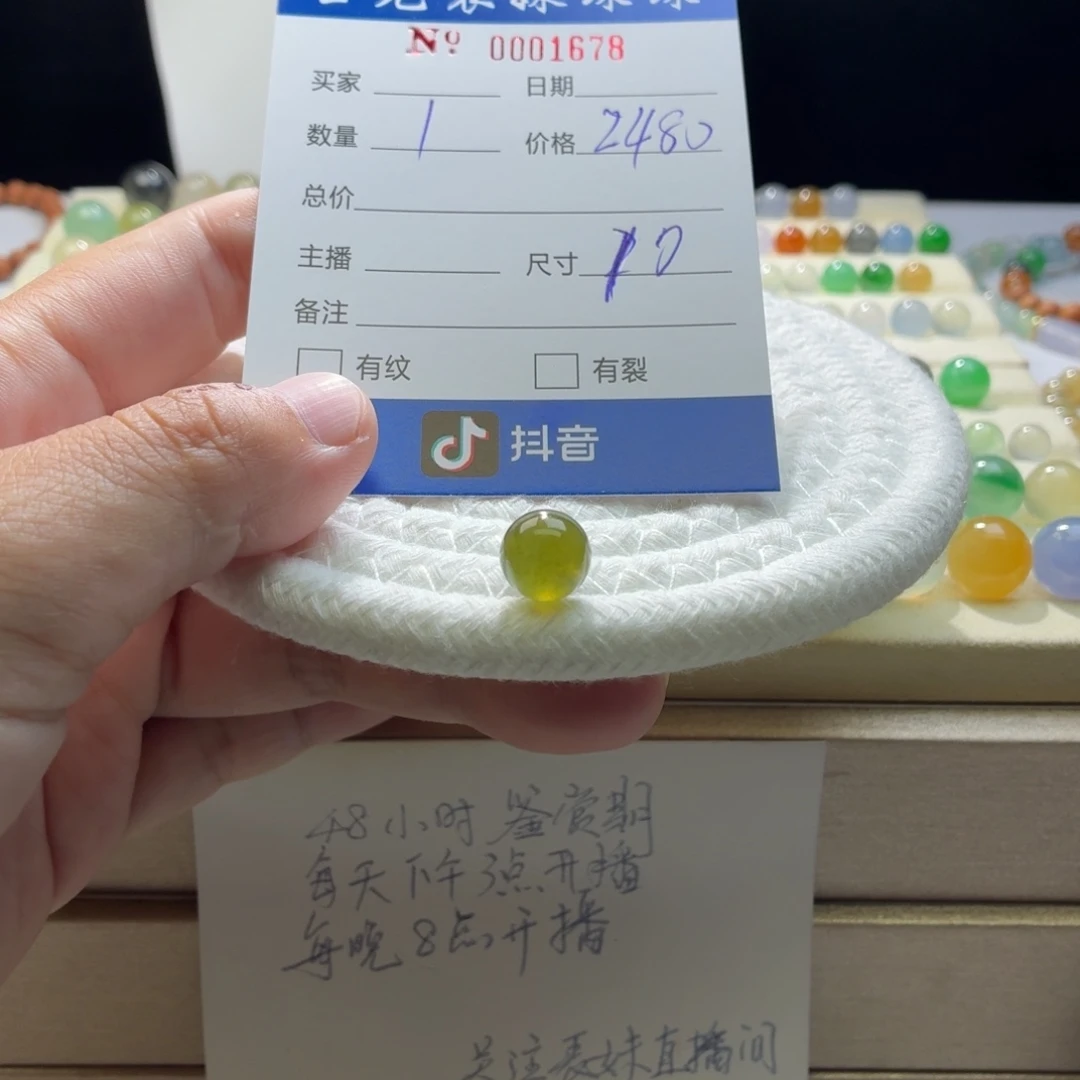 Nº 0001678
买家 日期
数量 1 价格 2480
总价
主播 尺寸 10
备注
有纹 有裂
抖音
48小时鉴赏期
每天下午3点开播
每晚8点开播
关注表妹直播间